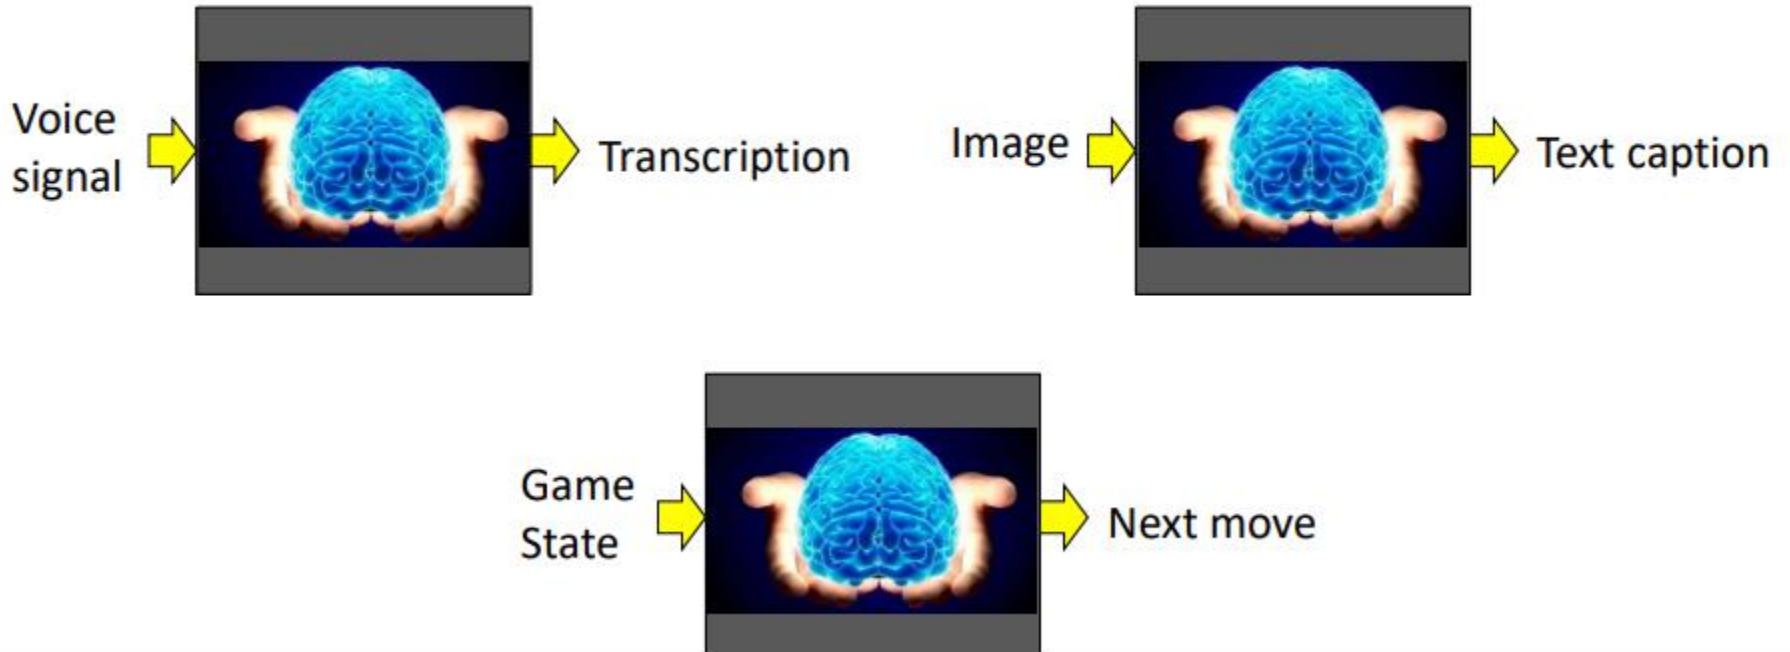 Voice
signal
Transcription
Image
Text caption
Game
State
Next move